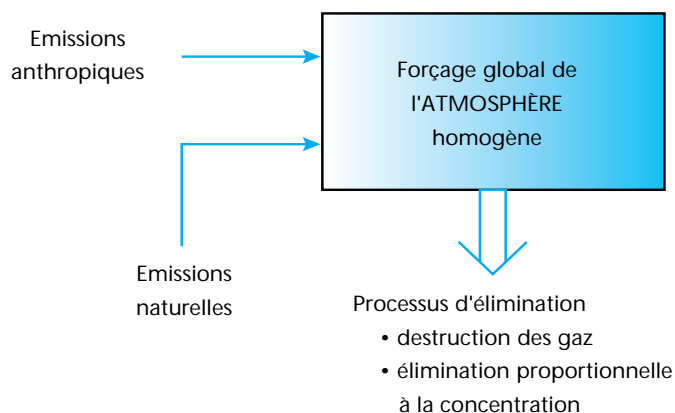 Emissions
anthropiques
Forçage global de
l'ATMOSPHÈRE
homogène
Emissions
naturelles
Processus d'élimination
• destruction des gaz
• élimination proportionnelle
à la concentration